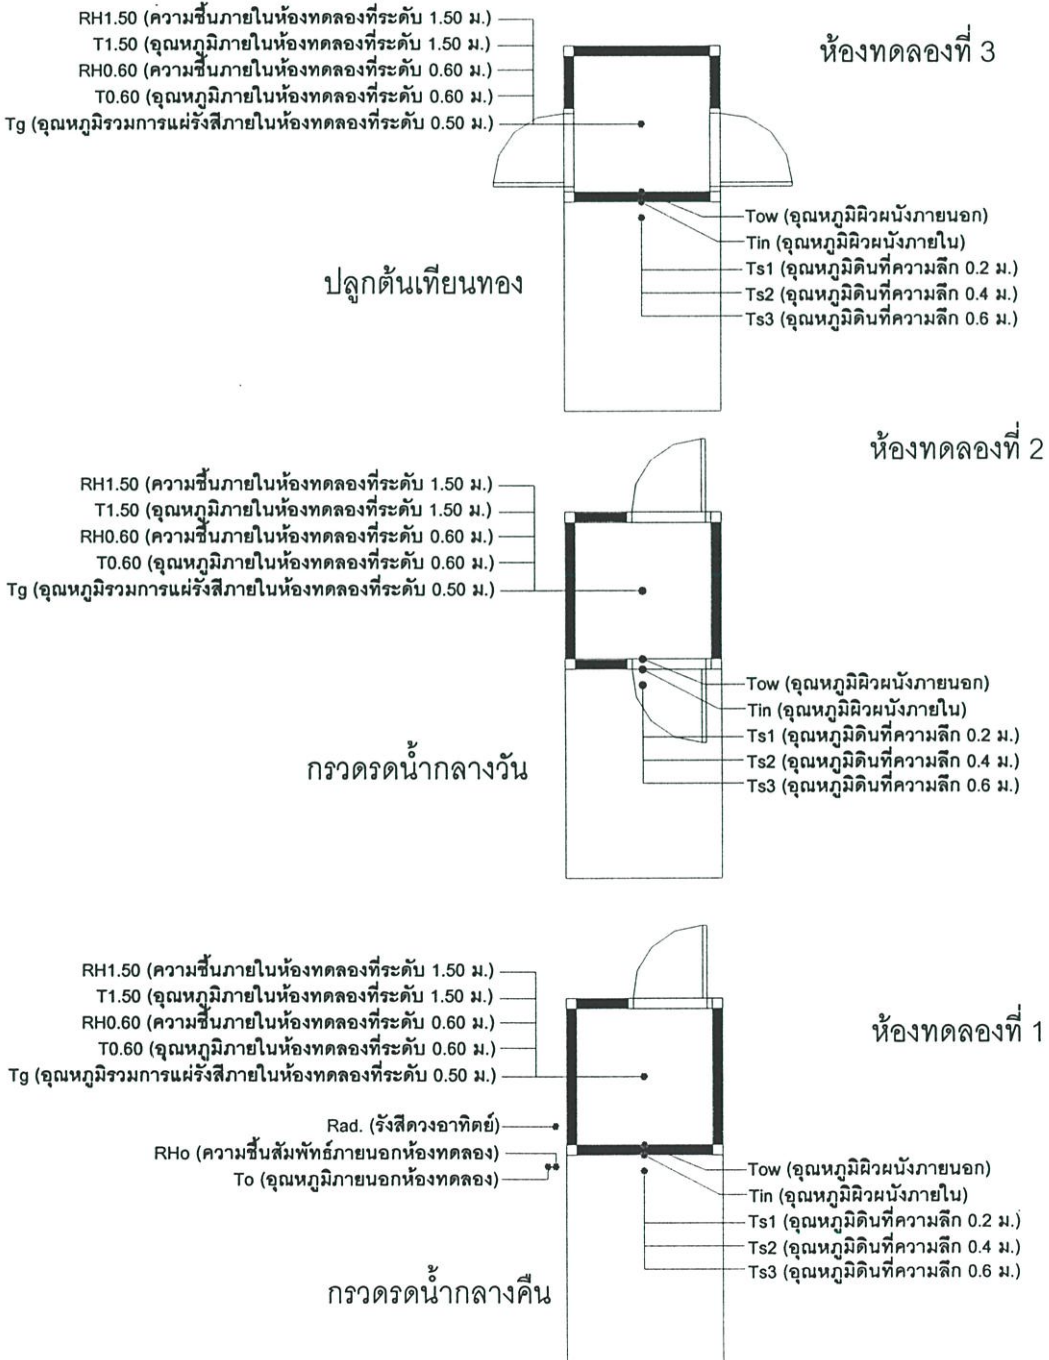 RH1.50 (ความชื้นภายในห้องทดลองที่ระดับ 1.50 ม.)
T1.50 (อุณหภูมิภายในห้องทดลองที่ระดับ 1.50 ม.)
RH0.60 (ความชื้นภายในห้องทดลองที่ระดับ 0.60 ม.)
T0.60 (อุณหภูมิภายในห้องทดลองที่ระดับ 0.60 ม.)
Tg (อุณหภูมิรวมการแผ่รังสีภายในห้องทดลองที่ระดับ 0.50 ม.)
ห้องทดลองที่ 3
Tow (อุณหภูมิผิวผนังภายนอก)
Tin (อุณหภูมิผิวผนังภายใน)
Ts1 (อุณหภูมิดินที่ความลึก 0.2 ม.)
Ts2 (อุณหภูมิดินที่ความลึก 0.4 ม.)
Ts3 (อุณหภูมิดินที่ความลึก 0.6 ม.)
ปลูกต้นเทียนทอง
ห้องทดลองที่ 2
RH1.50 (ความชื้นภายในห้องทดลองที่ระดับ 1.50 ม.)
T1.50 (อุณหภูมิภายในห้องทดลองที่ระดับ 1.50 ม.)
RH0.60 (ความชื้นภายในห้องทดลองที่ระดับ 0.60 ม.)
T0.60 (อุณหภูมิภายในห้องทดลองที่ระดับ 0.60 ม.)
Tg (อุณหภูมิรวมการแผ่รังสีภายในห้องทดลองที่ระดับ 0.50 ม.)
Tow (อุณหภูมิผิวผนังภายนอก)
Tin (อุณหภูมิผิวผนังภายใน)
Ts1 (อุณหภูมิดินที่ความลึก 0.2 ม.)
Ts2 (อุณหภูมิดินที่ความลึก 0.4 ม.)
Ts3 (อุณหภูมิดินที่ความลึก 0.6 ม.)
กรวดรดน้ำกลางวัน
RH1.50 (ความชื้นภายในห้องทดลองที่ระดับ 1.50 ม.)
T1.50 (อุณหภูมิภายในห้องทดลองที่ระดับ 1.50 ม.)
RH0.60 (ความชื้นภายในห้องทดลองที่ระดับ 0.60 ม.)
T0.60 (อุณหภูมิภายในห้องทดลองที่ระดับ 0.60 ม.)
Tg (อุณหภูมิรวมการแผ่รังสีภายในห้องทดลองที่ระดับ 0.50 ม.)
ห้องทดลองที่ 1
Rad. (รังสีดวงอาทิตย์)
RHo (ความชื้นสัมพัทธ์ภายนอกห้องทดลอง)
To (อุณหภูมิภายนอกห้องทดลอง)
Tow (อุณหภูมิผิวผนังภายนอก)
Tin (อุณหภูมิผิวผนังภายใน)
Ts1 (อุณหภูมิดินที่ความลึก 0.2 ม.)
Ts2 (อุณหภูมิดินที่ความลึก 0.4 ม.)
Ts3 (อุณหภูมิดินที่ความลึก 0.6 ม.)
กรวดรดน้ำกลางคืน